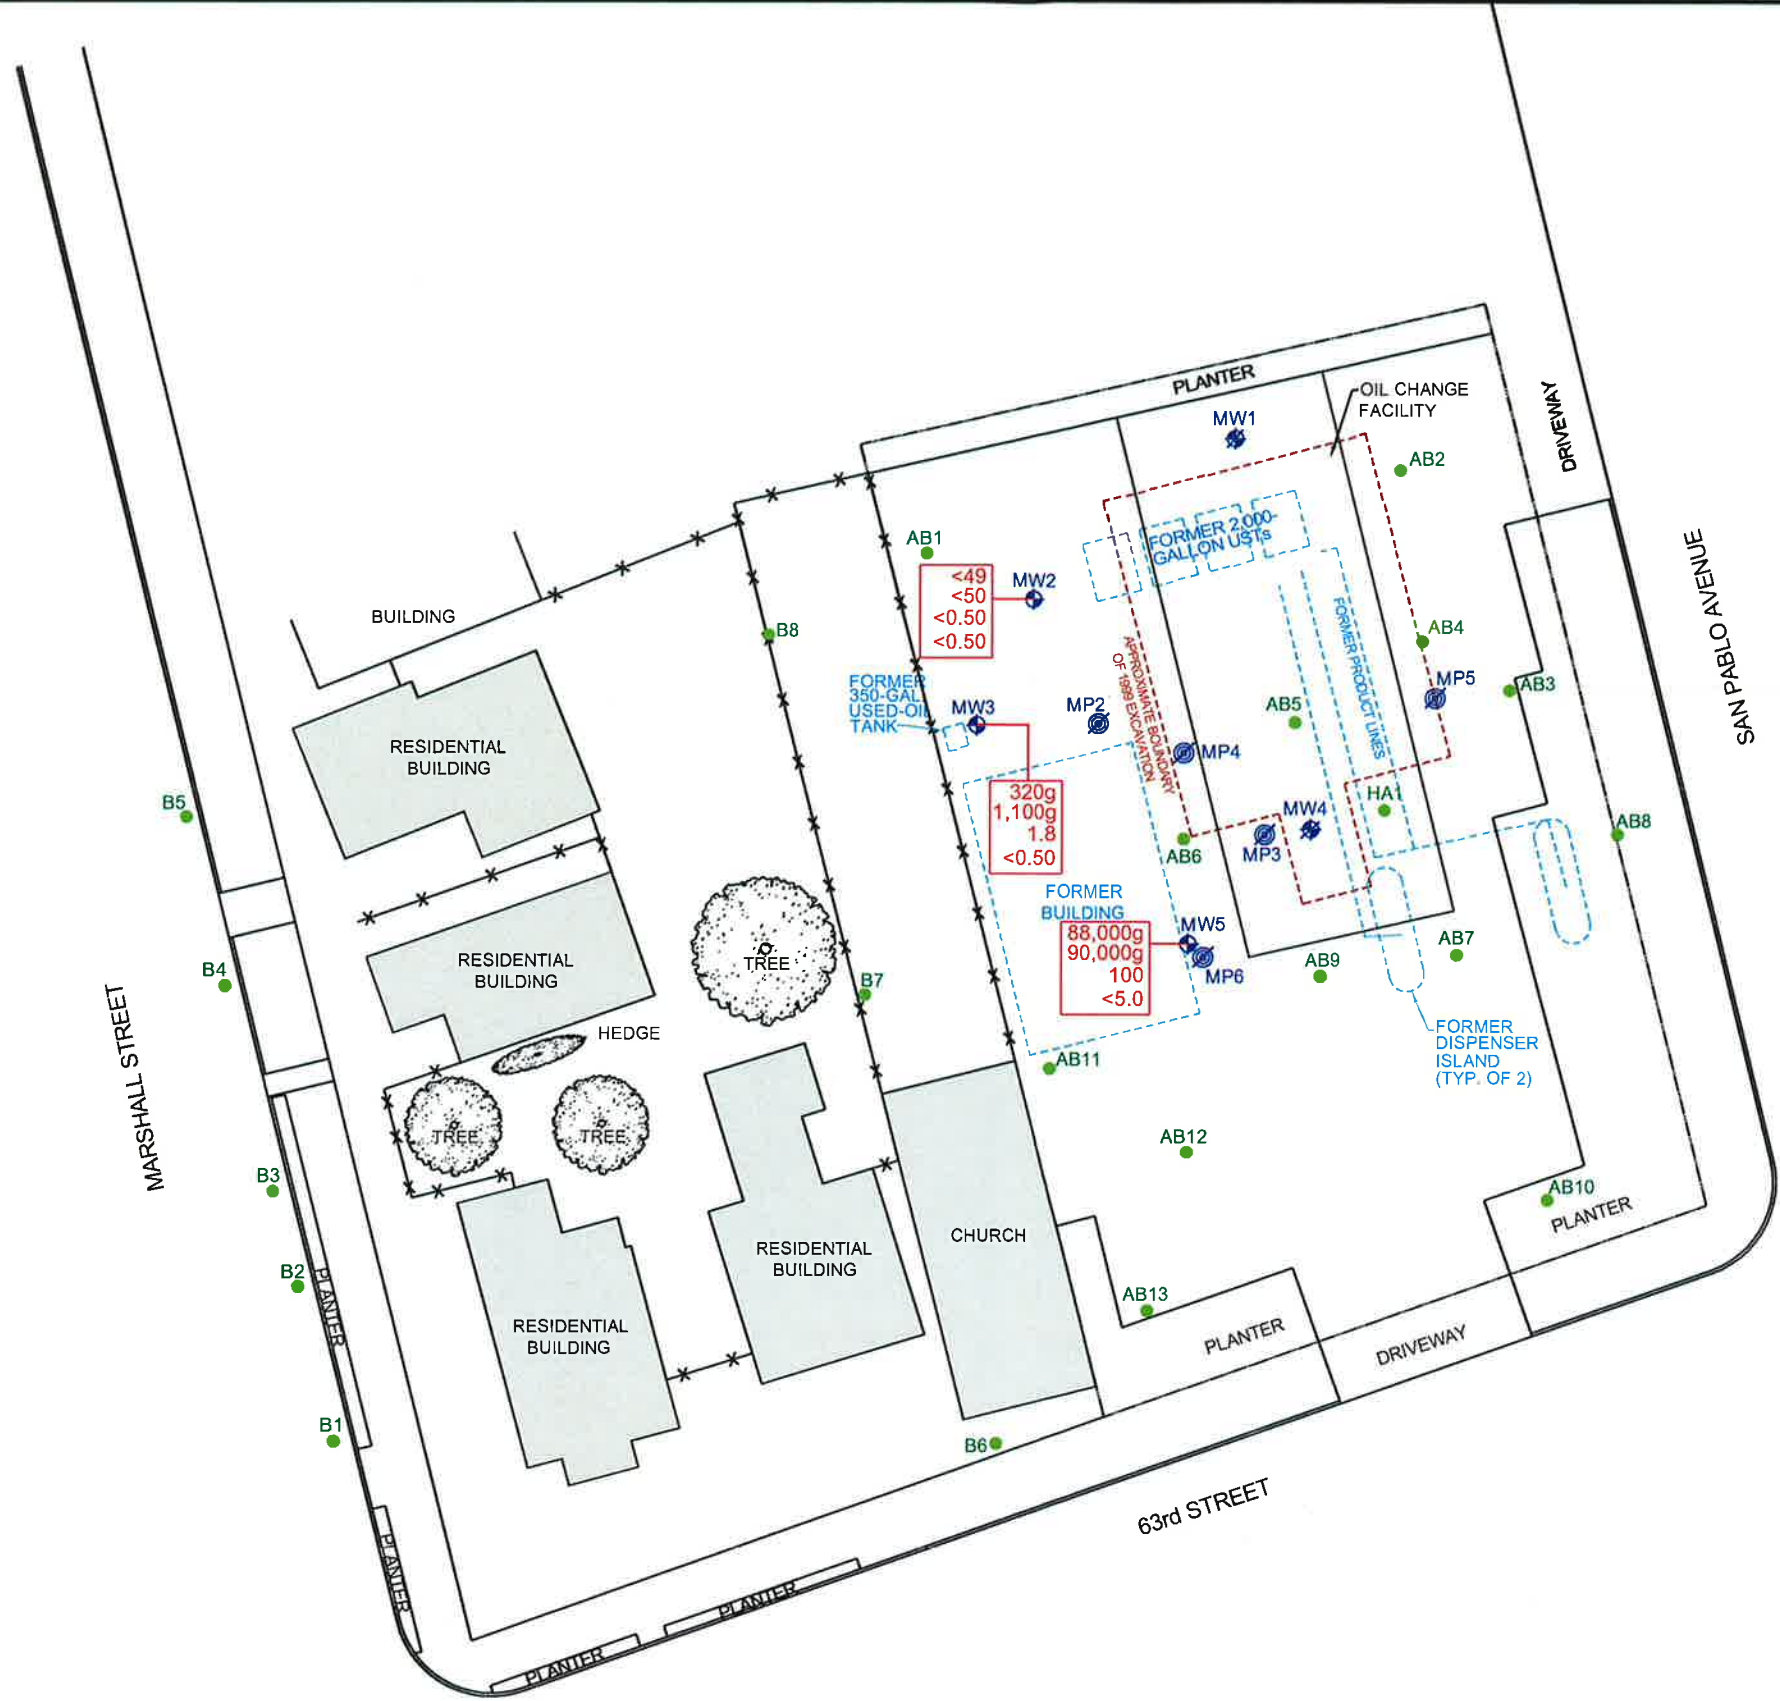 PLANTER
OIL CHANGE
FACILITY
DRIVEWAY
MW1
AB2
FORMER 2,000-
GALLON USTs
AB1
MW2
<49
<50
<0.50
<0.50
SAN PABLO AVENUE
BUILDING
B8
FORMER PRODUCT LINES
AB4
APPROXIMATE BOUNDARY
OF 1999 EXCAVATION
FORMER
350-GAL
USED-OIL
TANK
MW3
MP2
MP5
AB3
AB5
MP4
RESIDENTIAL
BUILDING
320g
1,100g
1.8
<0.50
HA1
MW4
MP3
AB6
AB8
B5
FORMER
BUILDING
88,000g
90,000g
100
<5.0
MW5
MP6
AB9
AB7
TREE
RESIDENTIAL
BUILDING
B4
B7
HEDGE
FORMER
DISPENSER
ISLAND
(TYP. OF 2)
AB11
MARSHALL STREET
TREE
TREE
AB12
B3
AB10
PLANTER
CHURCH
RESIDENTIAL
BUILDING
B2
PLANTER
AB13
RESIDENTIAL
BUILDING
PLANTER
DRIVEWAY
B1
B6
63rd STREET
PLANTER
PLANTER
PLANTER